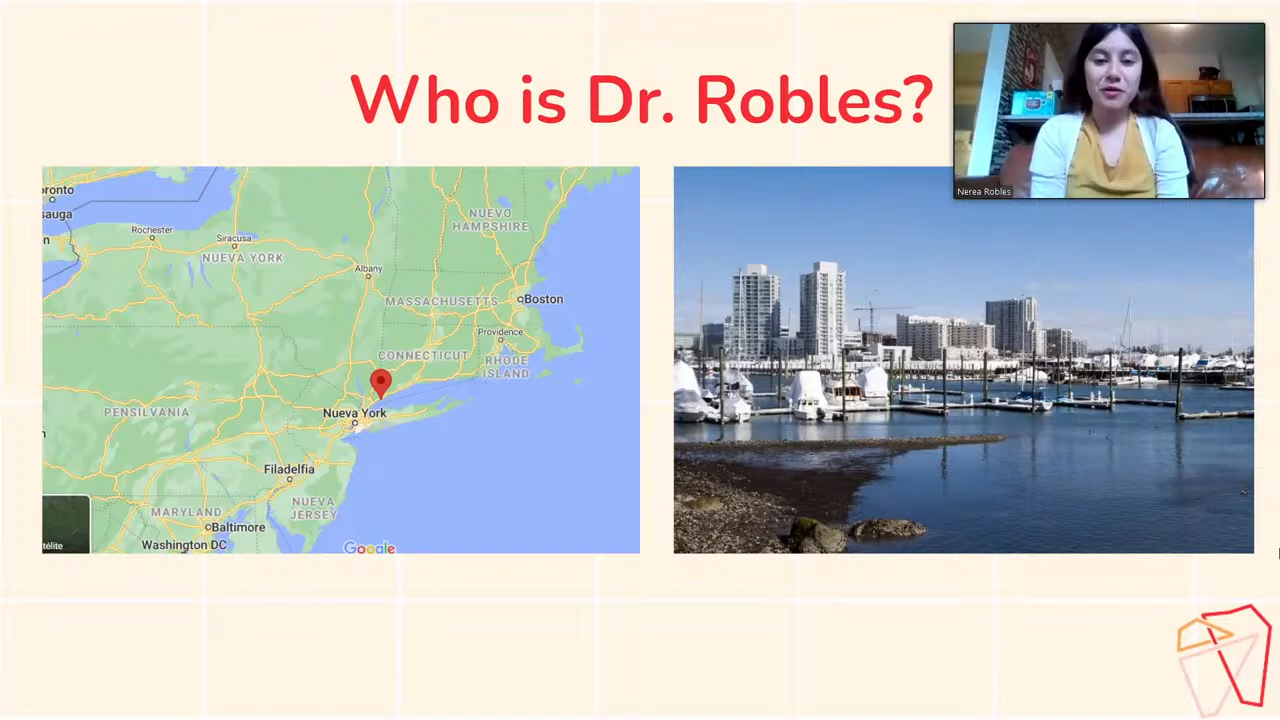 Who is Dr. Robles?
Nerea Robles
oronto
sauga
n
Rochester
Siracusa
NUEVA YORK
Albany
NUEVO
HAMPSHIRE
MASSACHUSETTS
Boston
Providence
CONNECTICUT
RHODE
ISLAND
PENSILVANIA
Nueva York
Filadelfia
NUEVA
JERSEY
MARYLAND
Baltimore
Washington DC
télite
Google